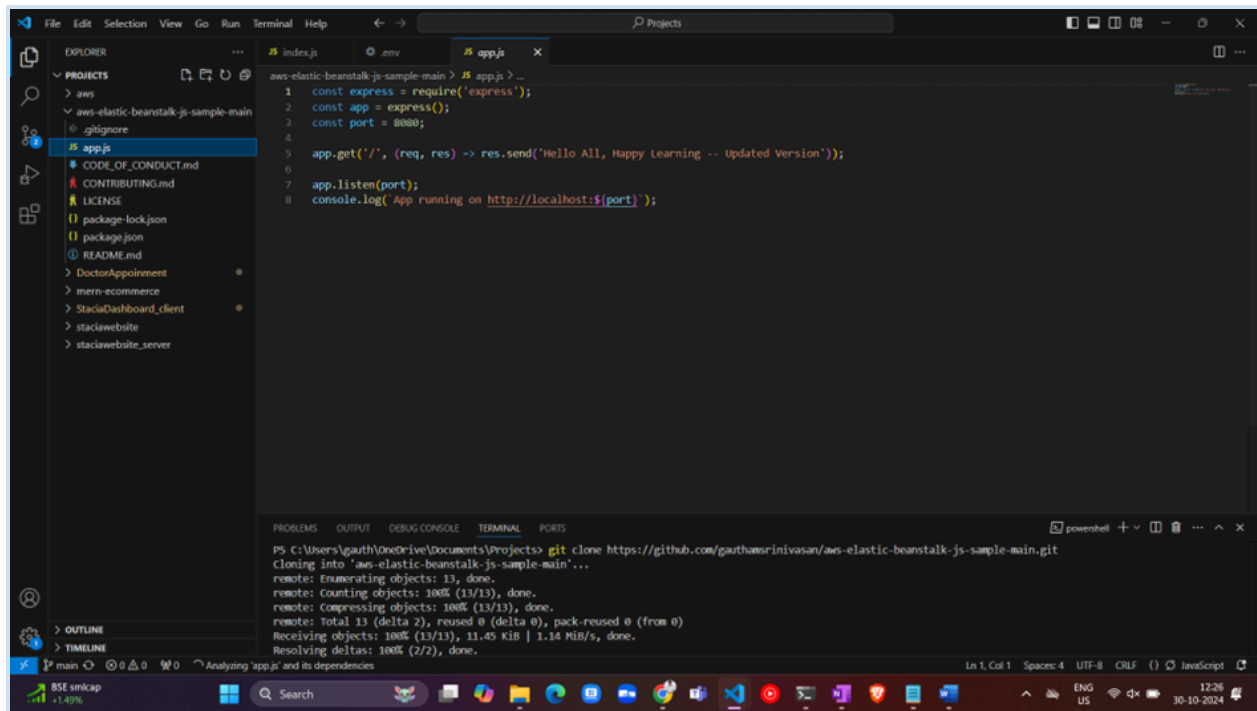 File Edit Selection View Go Run Terminal Help
Projects
EXPLORER
PROJECTS
aws
aws-elastic-beanstalk-js-sample-main
.gitignore
JS app.js
CODE_OF_CONDUCT.md
CONTRIBUTING.md
LICENSE
{} package-lock.json
{} package.json
README.md
DoctorAppoinment
mern-ecommerce
StaciaDashboard_client
staciawebsite
staciawebsite_server
OUTLINE
TIMELINE
JS index.js .env JS app.js
aws-elastic-beanstalk-js-sample-main > JS app.js > ...
1 const express = require('express');
2 const app = express();
3 const port = 8080;
4
5 app.get('/', (req, res) => res.send('Hello All, Happy Learning -- Updated Version'));
6
7 app.listen(port);
8 console.log(`App running on http://localhost:${port}`);
PROBLEMS OUTPUT DEBUG CONSOLE TERMINAL PORTS
powershell
PS C:\Users\gauth\OneDrive\Documents\Projects> git clone https://github.com/gauthamsrinivasan/aws-elastic-beanstalk-js-sample-main.git
Cloning into 'aws-elastic-beanstalk-js-sample-main'...
remote: Enumerating objects: 13, done.
remote: Counting objects: 100% (13/13), done.
remote: Compressing objects: 100% (13/13), done.
remote: Total 13 (delta 2), reused 0 (delta 0), pack-reused 0 (from 0)
Receiving objects: 100% (13/13), 11.45 KiB | 1.14 MiB/s, done.
Resolving deltas: 100% (2/2), done.
main 0 0 0 Analyzing 'app.js' and its dependencies
Ln 1, Col 1 Spaces: 4 UTF-8 CRLF {} JavaScript
BSE smlcap
+1.49%
Search
ENG
US
12:26
30-10-2024